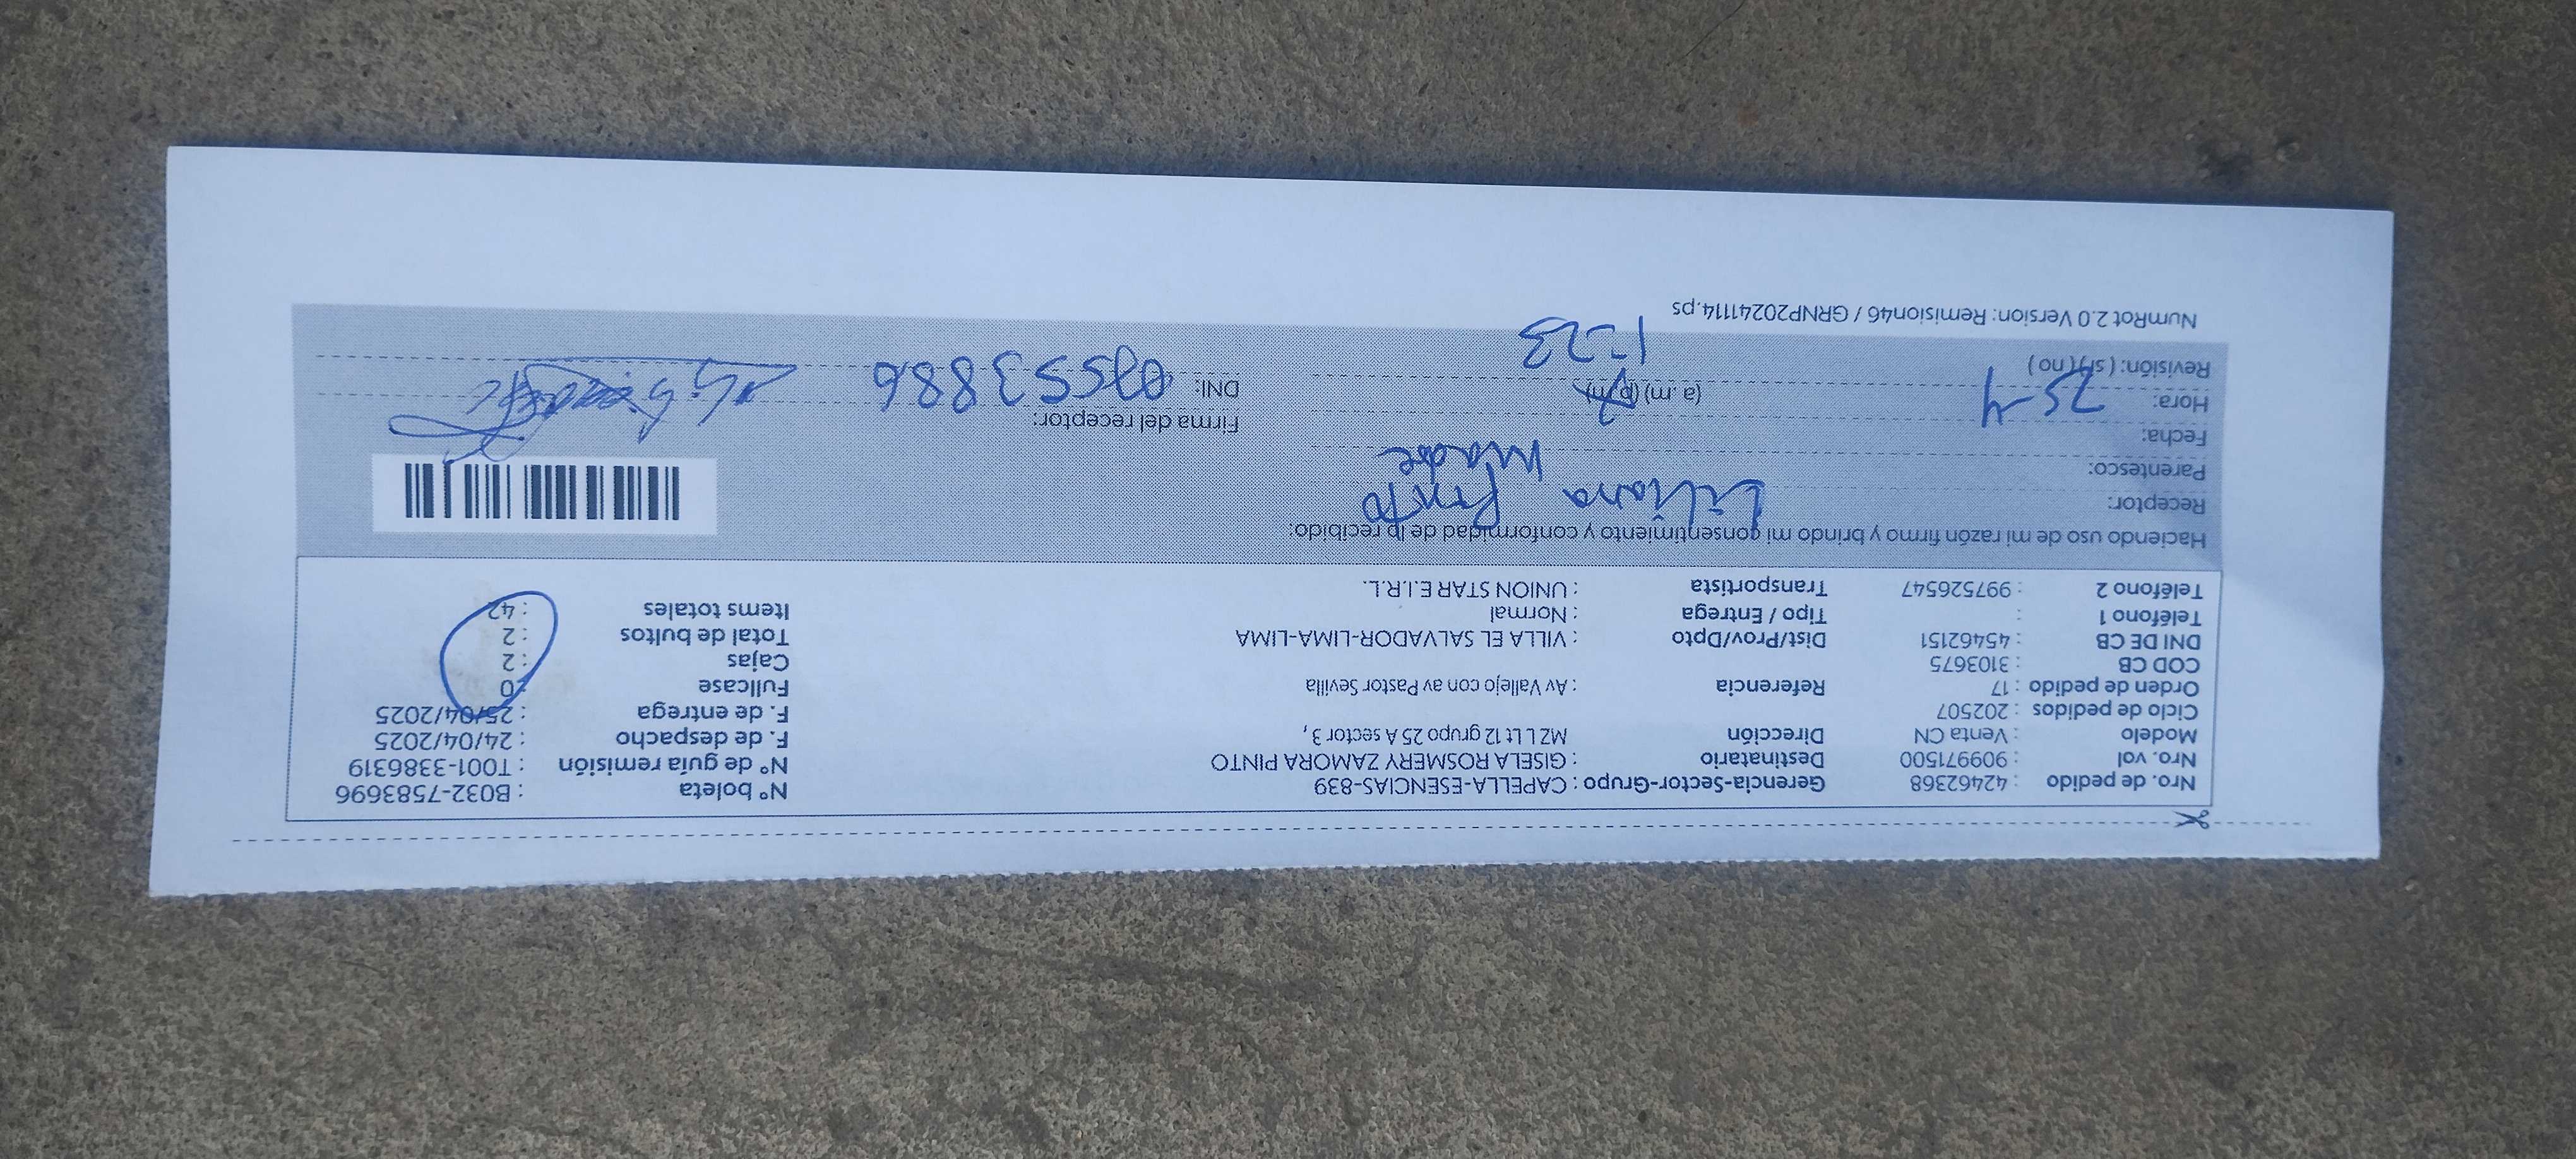 Nro. de pedido : 42462368 Gerencia-Sector-Grupo : CAPELLA-ESENCIAS-839 N° boleta : B032-7583696
Nro. vol : 909971500 Destinatario : GISELA ROSMERY ZAMORA PINTO N° de guía remisión : T001-3386319
Modelo : Venta CN Dirección MZ L Lt 12 grupo 25 A sector 3, F. de despacho : 24/04/2025
Ciclo de pedidos : 202507 F. de entrega : 25/04/2025
Orden de pedido : 17 Referencia : Av Vallejo con av Pastor Sevilla Fullcase : 0
COD CB : 3103675 Cajas : 2
DNI DE CB : 45462151 Dist/Prov/Dpto : VILLA EL SALVADOR-LIMA-LIMA Total de bultos : 2
Teléfono 1 : Tipo / Entrega : Normal Items totales : 42
Teléfono 2 : 997526547 Transportista : UNION STAR E.I.R.L.
Haciendo uso de mi razón firmo y brindo mi consentimiento y conformidad de lo recibido:
Receptor: Liliana Pinto
Parentesco: Madre
Fecha: 25-4 Firma del receptor:
Hora: (a .m) (p.m) 1-23 DNI:
Revisión: ( si ) ( no )
NumRot 2.0 Version: Remision46 / GRNP20241114.ps